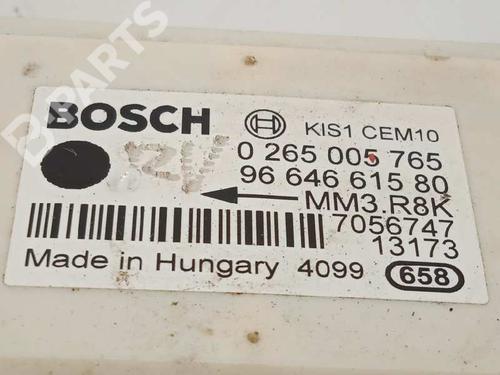 B-PARTS
BOSCH KIS1 CEM10
0 265 005 765
96 646 615 80
MM3.R8K
7056747
13173
Made in Hungary 4099 658